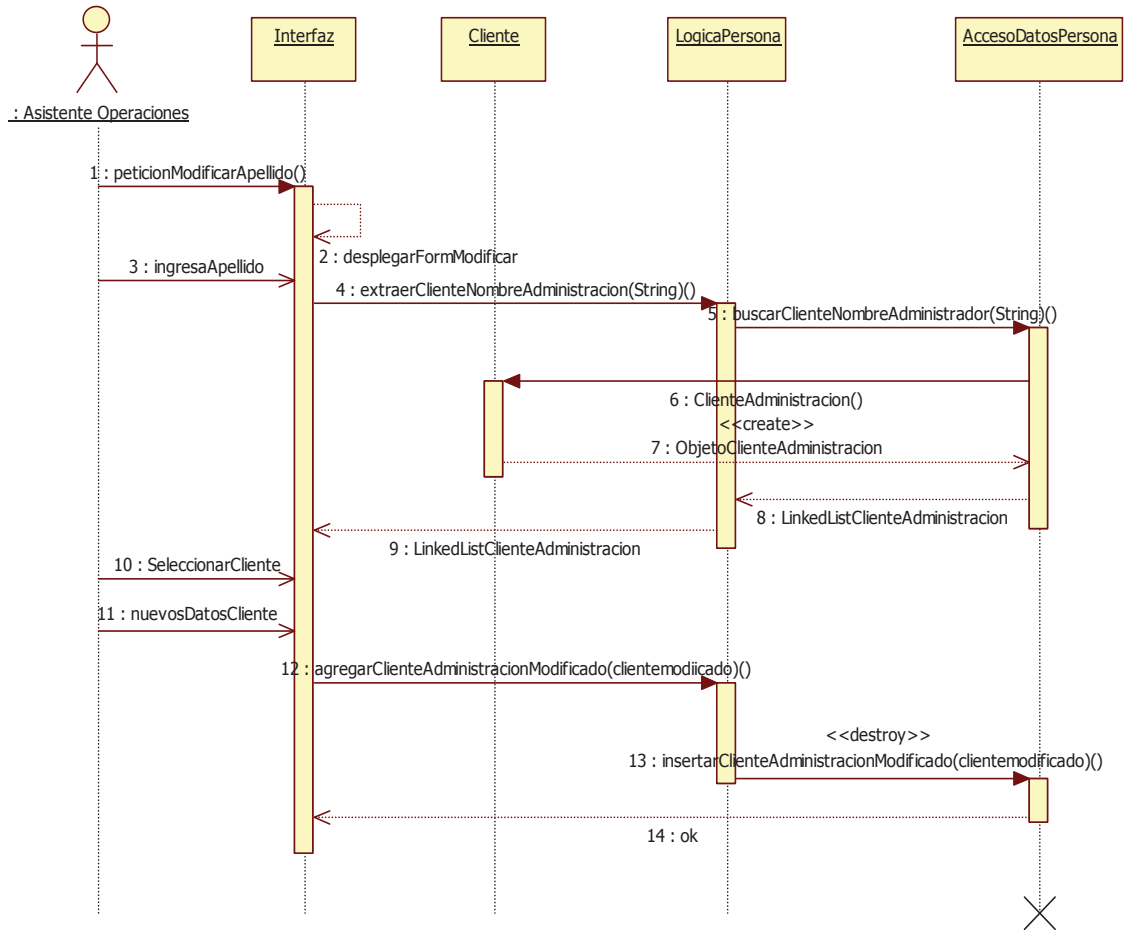 Interfaz
Cliente
LogicaPersona
AccesoDatosPersona
: Asistente Operaciones
1 : peticionModificarApellido()
2 : desplegarFormModificar
3 : ingresaApellido
4 : extraerClienteNombreAdministracion(String)()
5 : buscarClienteNombreAdministrador(String)()
6 : ClienteAdministracion()
<<create>>
7 : ObjetoClienteAdministracion
8 : LinkedListClienteAdministracion
9 : LinkedListClienteAdministracion
10 : SeleccionarCliente
11 : nuevosDatosCliente
12 : agregarClienteAdministracionModificado(clientemodiicado)()
<<destroy>>
13 : insertarClienteAdministracionModificado(clientemodificado)()
14 : ok